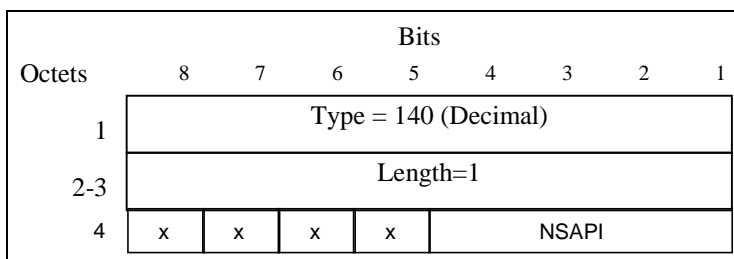 Bits
Octets 8 7 6 5 4 3 2 1
1 Type = 140 (Decimal)
2-3 Length=1
4 x x x x NSAPI